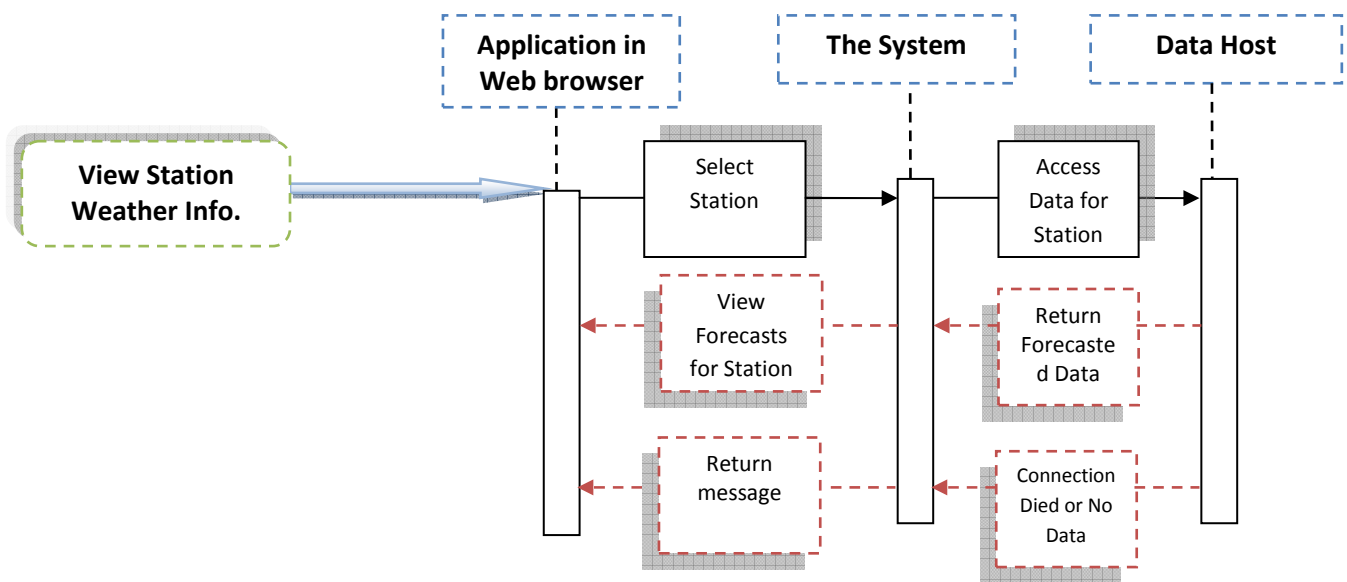 Application in
Web browser
The System
Data Host
View Station
Weather Info.
Select
Station
Access
Data for
Station
View
Forecasts
for Station
Return
Forecaste
d Data
Return
message
Connection
Died or No
Data